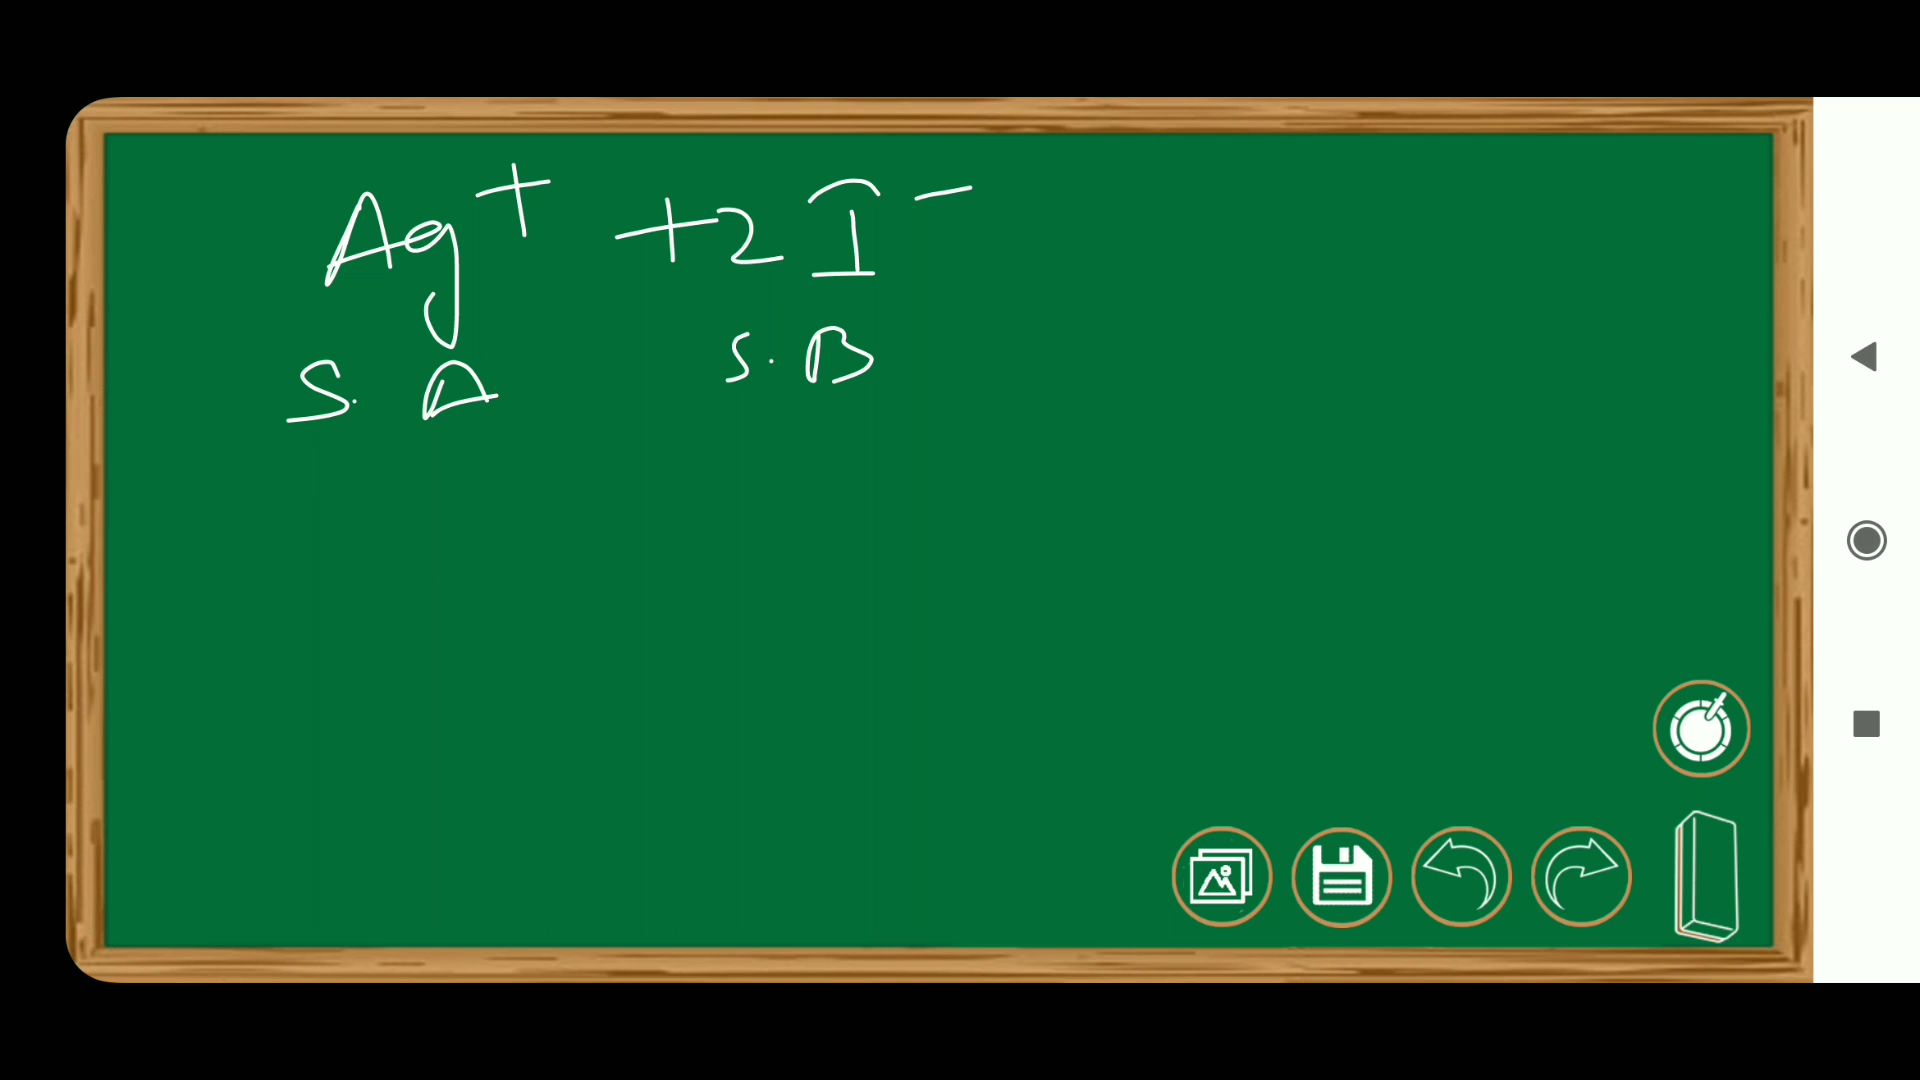 Ag⁺ + 2 I⁻
S. A S. B